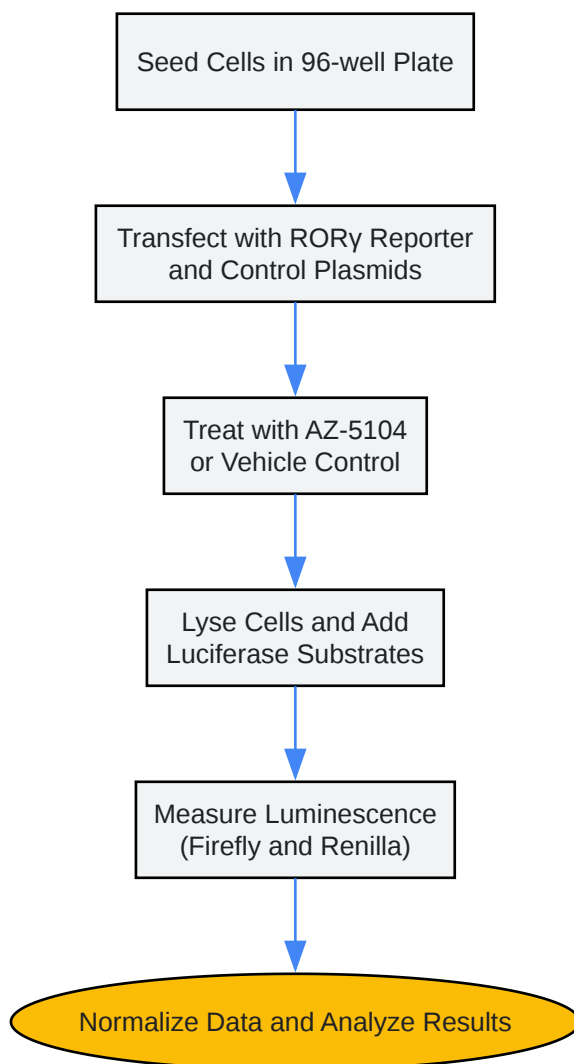 Seed Cells in 96-well Plate
Transfect with RORγ Reporter
and Control Plasmids
Treat with AZ-5104
or Vehicle Control
Lyse Cells and Add
Luciferase Substrates
Measure Luminescence
(Firefly and Renilla)
Normalize Data and Analyze Results